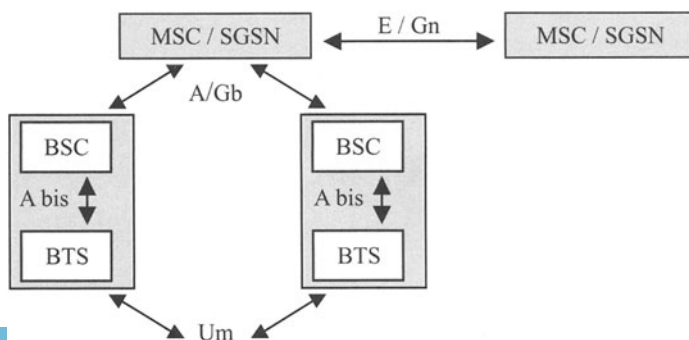 MSC / SGSN
E / Gn
MSC / SGSN
A/Gb
BSC
BSC
A bis
A bis
BTS
BTS
Um